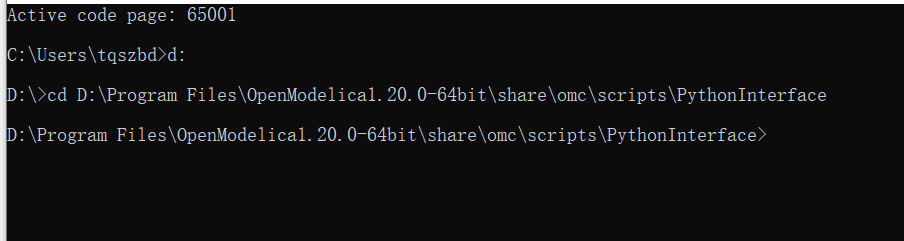 Active code page: 65001
C:\Users\tqszbd>d:
D:\>cd D:\Program Files\OpenModelica1.20.0-64bit\share\omc\scripts\PythonInterface
D:\Program Files\OpenModelica1.20.0-64bit\share\omc\scripts\PythonInterface>